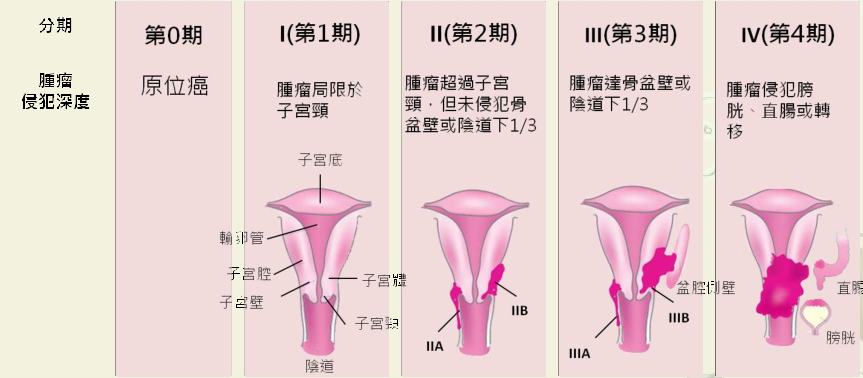 分期
第0期
I(第1期)
II(第2期)
III(第3期)
IV(第4期)
腫瘤
侵犯深度
原位癌
腫瘤局限於
子宮頸
腫瘤超過子宮
頸，但未侵犯骨
盆壁或陰道下1/3
腫瘤達骨盆壁或
陰道下1/3
腫瘤侵犯膀
胱、直腸或轉
移
子宮底
輸卵管
子宮腔
子宮壁
子宮體
子宮頸
陰道
IIA
IIB
IIIA
IIIB
盆腔側壁
直腸
膀胱